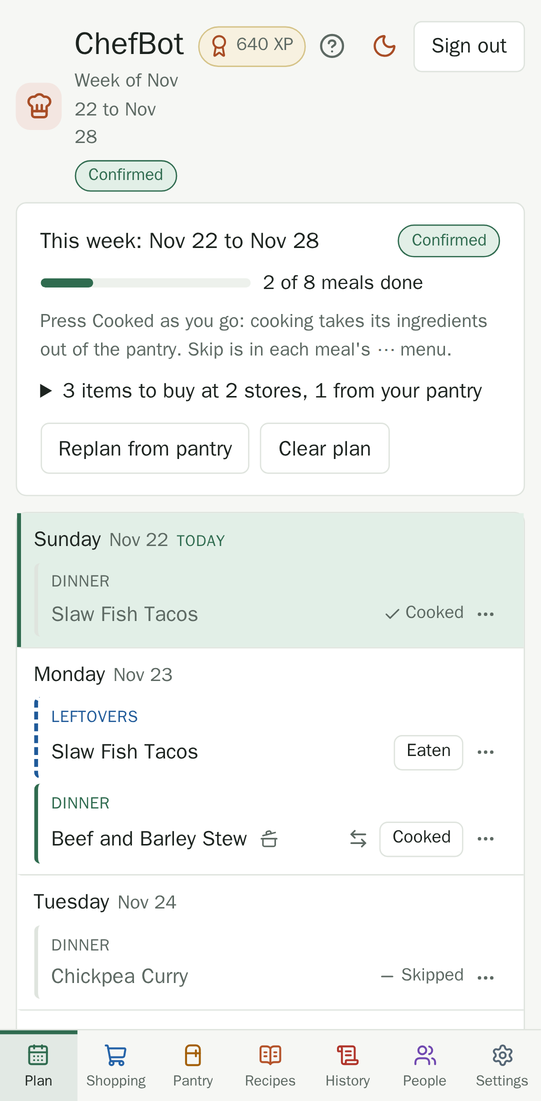 ChefBot
640 XP
Sign out
Week of Nov
22 to Nov
28
Confirmed
This week: Nov 22 to Nov 28
Confirmed
2 of 8 meals done
Press Cooked as you go: cooking takes its ingredients
out of the pantry. Skip is in each meal's ··· menu.
▶ 3 items to buy at 2 stores, 1 from your pantry
Replan from pantry
Clear plan
Sunday Nov 22 TODAY
DINNER
Slaw Fish Tacos
Cooked
Monday Nov 23
LEFTOVERS
Slaw Fish Tacos
Eaten
DINNER
Beef and Barley Stew
Cooked
Tuesday Nov 24
DINNER
Chickpea Curry
– Skipped
Plan
Shopping
Pantry
Recipes
History
People
Settings